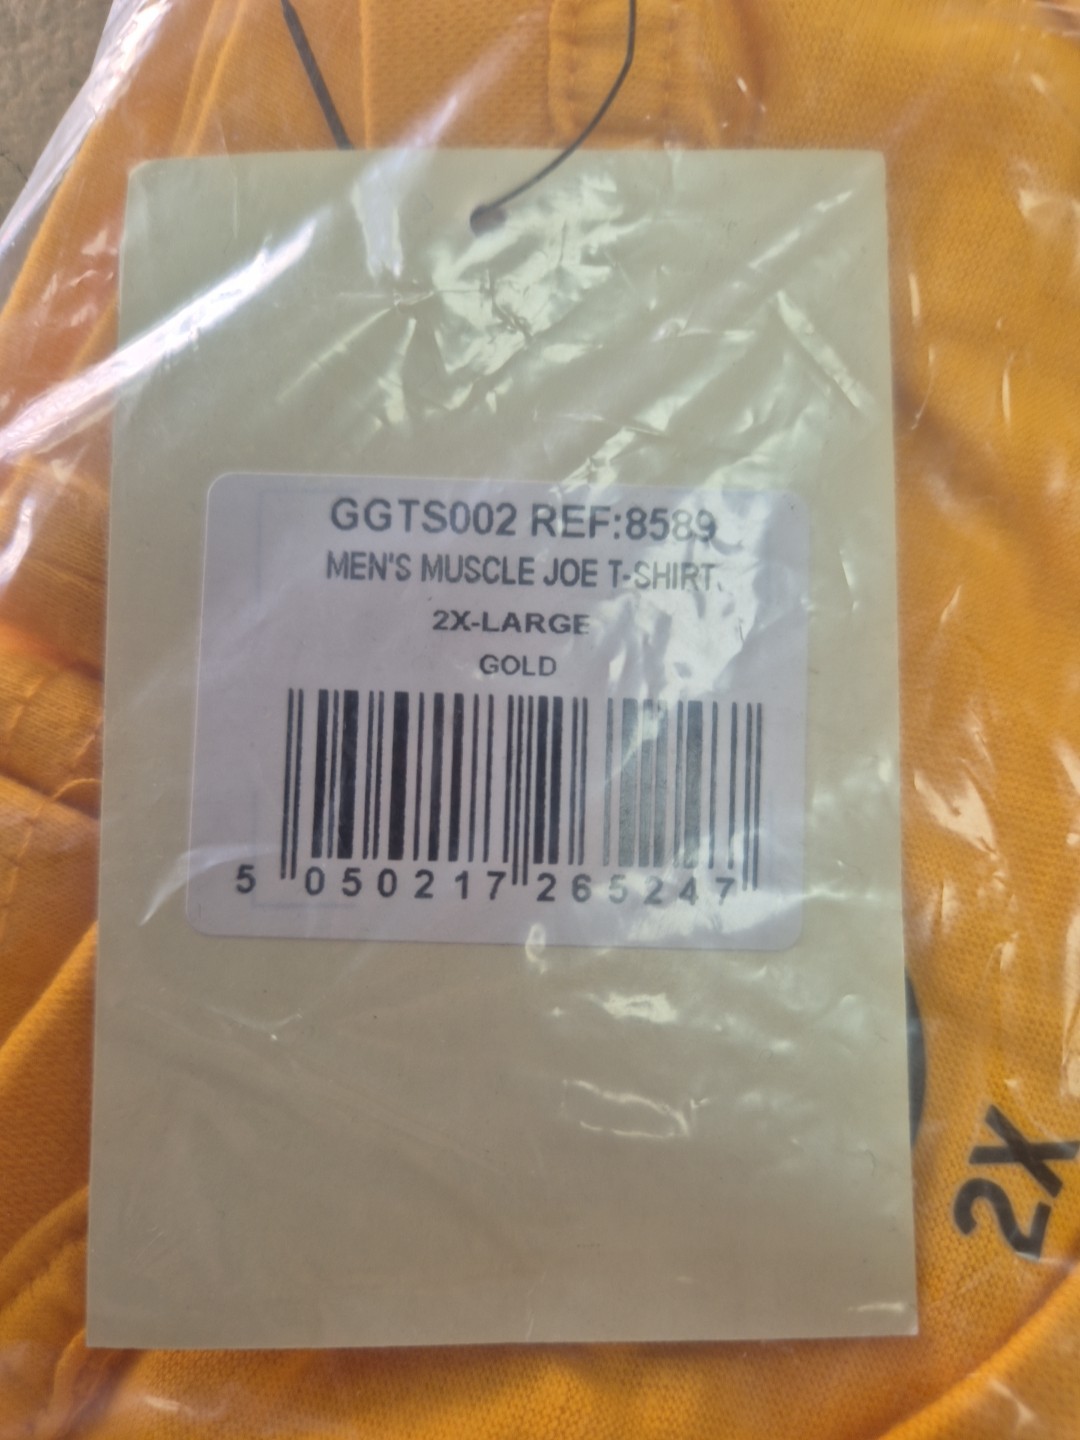 GGTS002 REF:8589
MEN'S MUSCLE JOE T-SHIRT.
2X-LARGE
GOLD
5 050217 265247
2X